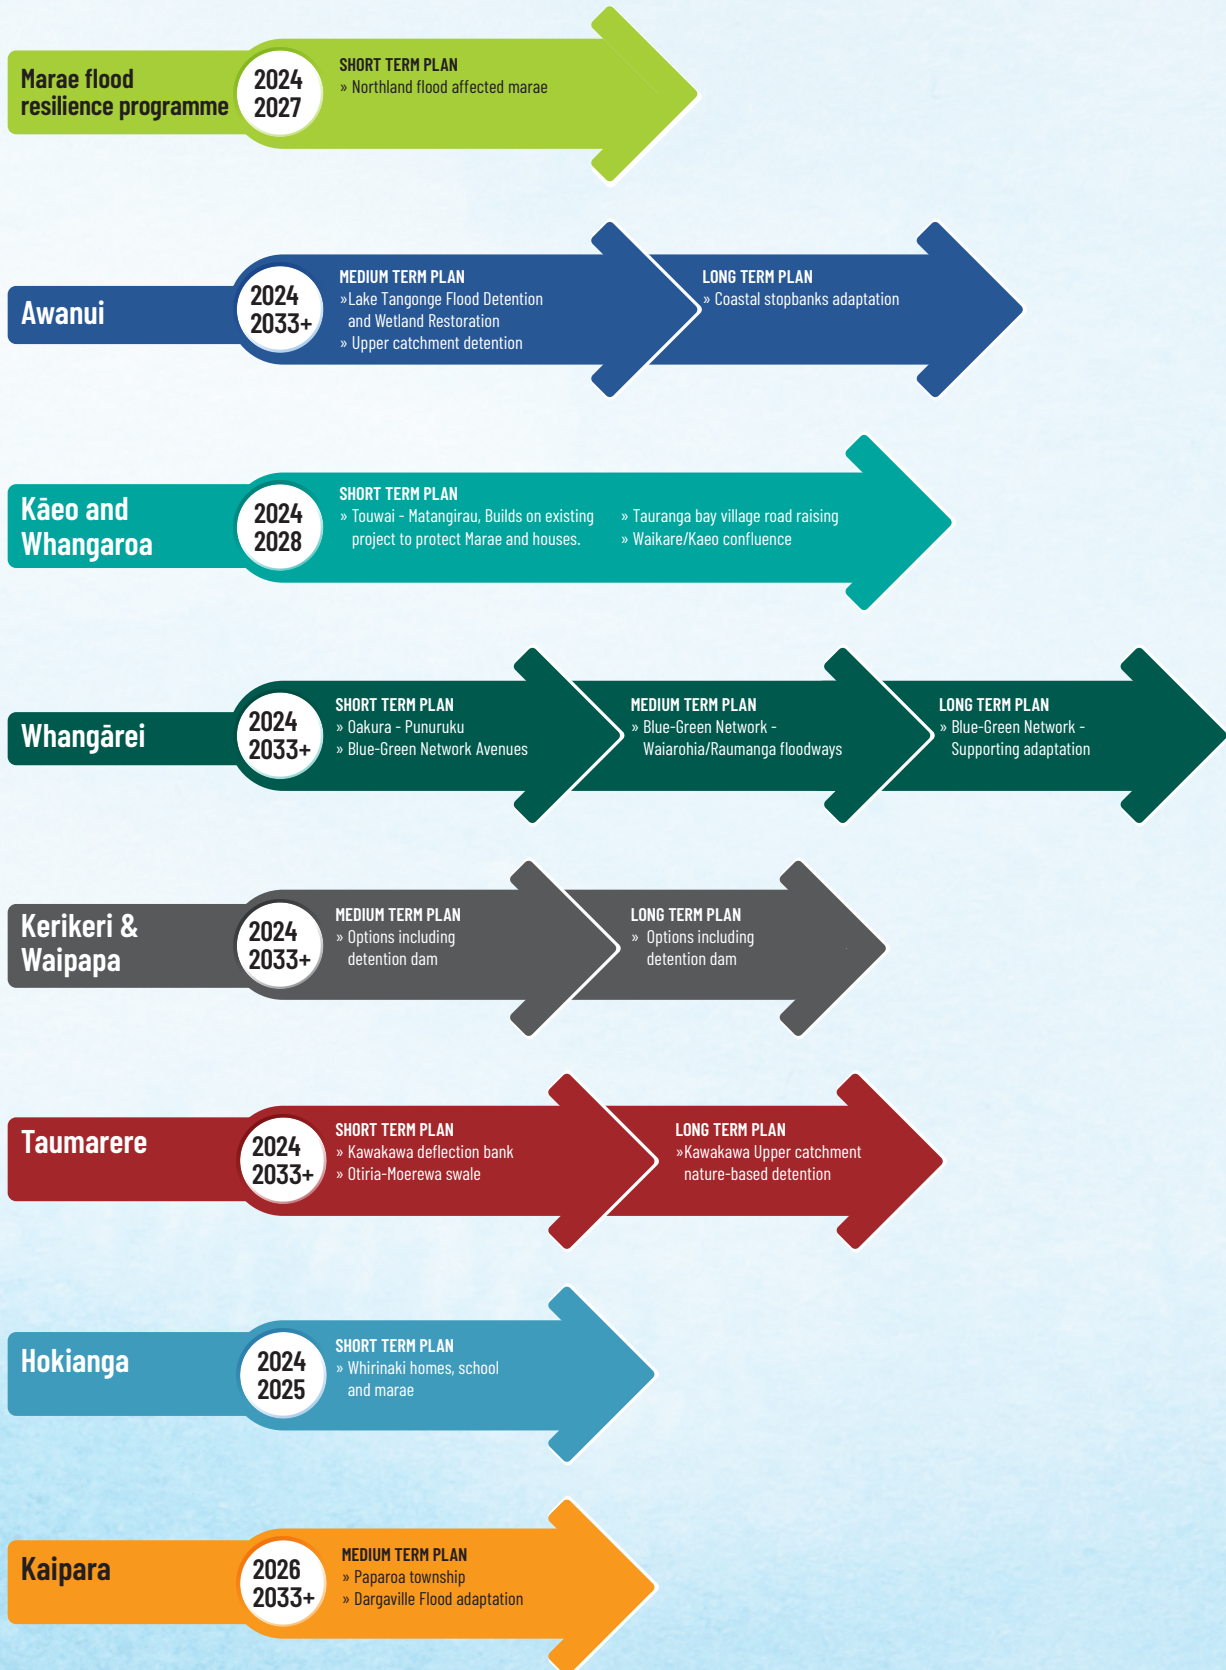 Marae flood
resilience programme
2024
2027
SHORT TERM PLAN
» Northland flood affected marae
Awanui
2024
2033+
MEDIUM TERM PLAN
»Lake Tangonge Flood Detention
and Wetland Restoration
» Upper catchment detention
LONG TERM PLAN
» Coastal stopbanks adaptation
Kāeo and
Whangaroa
2024
2028
SHORT TERM PLAN
» Touwai - Matangirau, Builds on existing
project to protect Marae and houses.
» Tauranga bay village road raising
» Waikare/Kaeo confluence
Whangārei
2024
2033+
SHORT TERM PLAN
» Oakura - Punuruku
» Blue-Green Network Avenues
MEDIUM TERM PLAN
» Blue-Green Network -
Waiarohia/Raumanga floodways
LONG TERM PLAN
» Blue-Green Network -
Supporting adaptation
Kerikeri &
Waipapa
2024
2033+
MEDIUM TERM PLAN
» Options including
detention dam
LONG TERM PLAN
» Options including
detention dam
Taumarere
2024
2033+
SHORT TERM PLAN
» Kawakawa deflection bank
» Otiria-Moerewa swale
LONG TERM PLAN
»Kawakawa Upper catchment
nature-based detention
Hokianga
2024
2025
SHORT TERM PLAN
» Whirinaki homes, school
and marae
Kaipara
2026
2033+
MEDIUM TERM PLAN
» Paparoa township
» Dargaville Flood adaptation